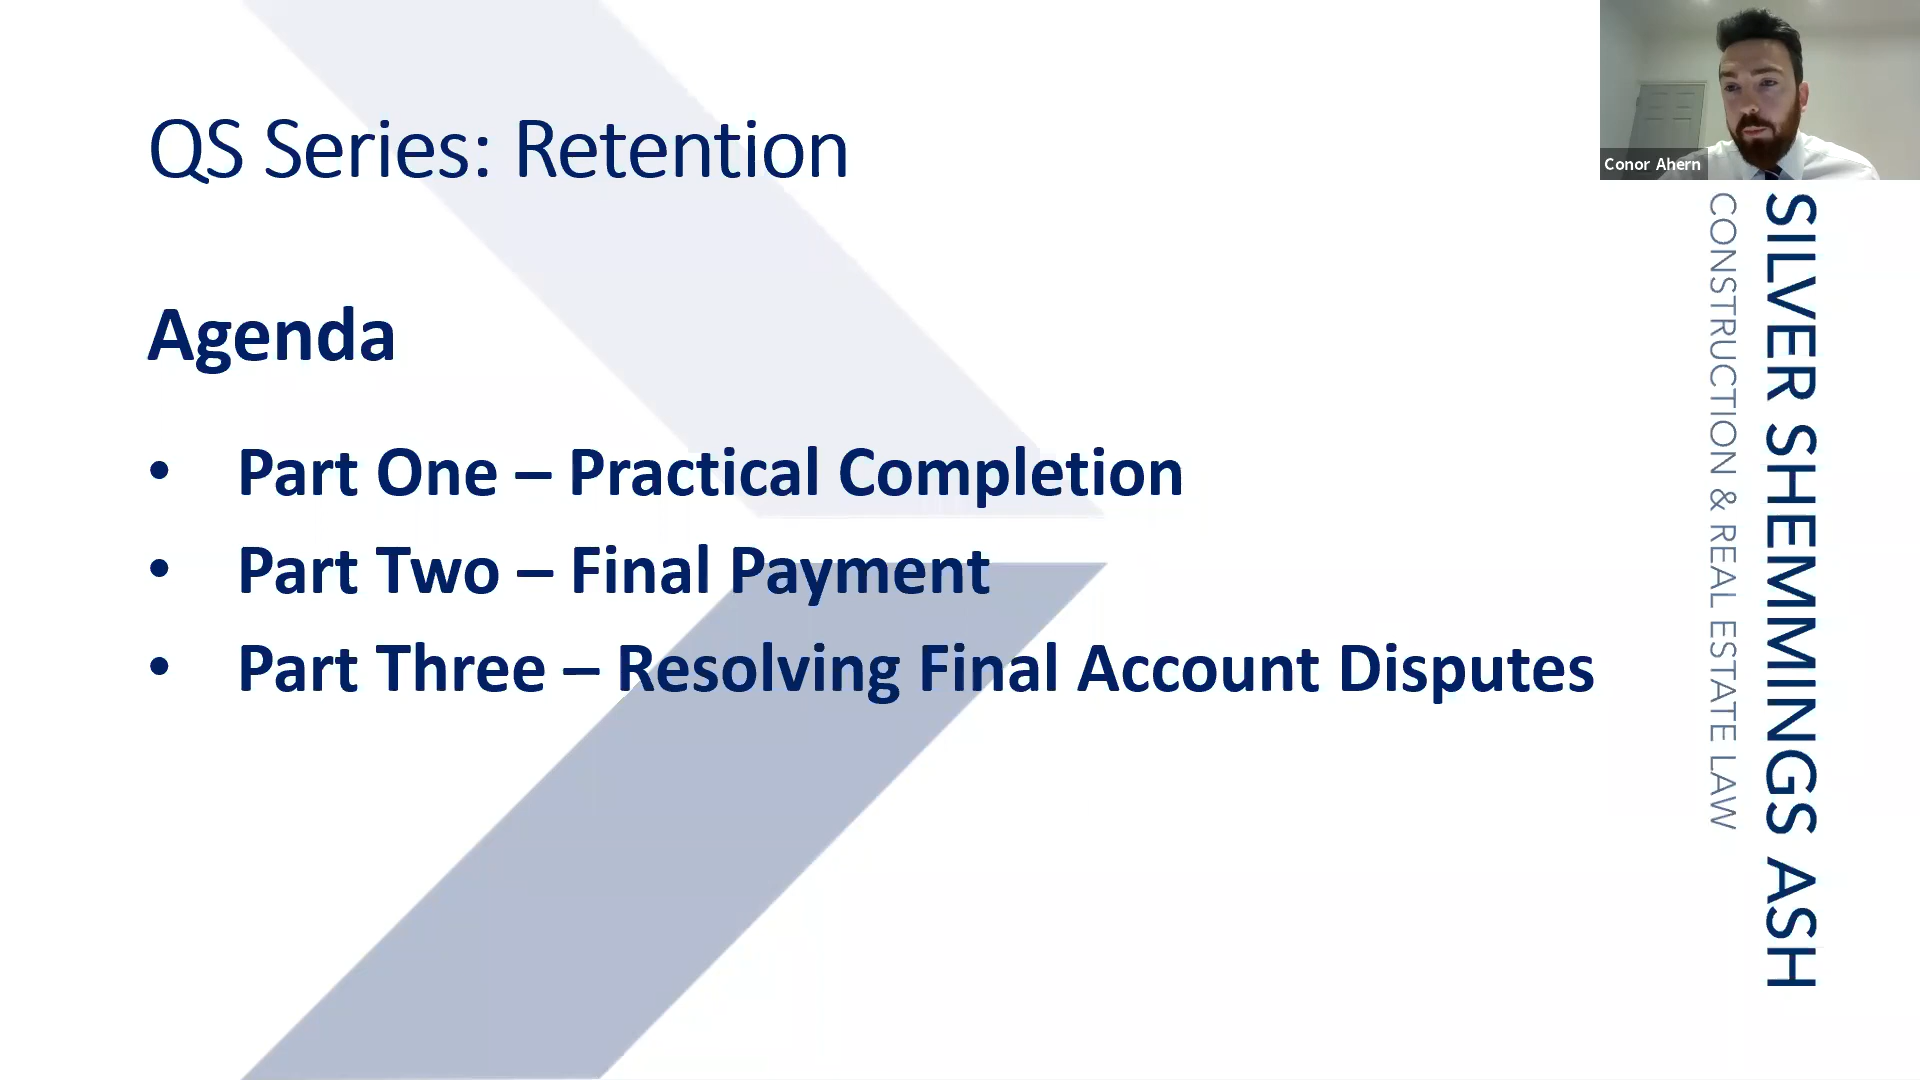 QS Series: Retention
Agenda
• Part One – Practical Completion
• Part Two – Final Payment
• Part Three – Resolving Final Account Disputes
Conor Ahern
SILVER SHEMMINGS ASH
CONSTRUCTION & REAL ESTATE LAW